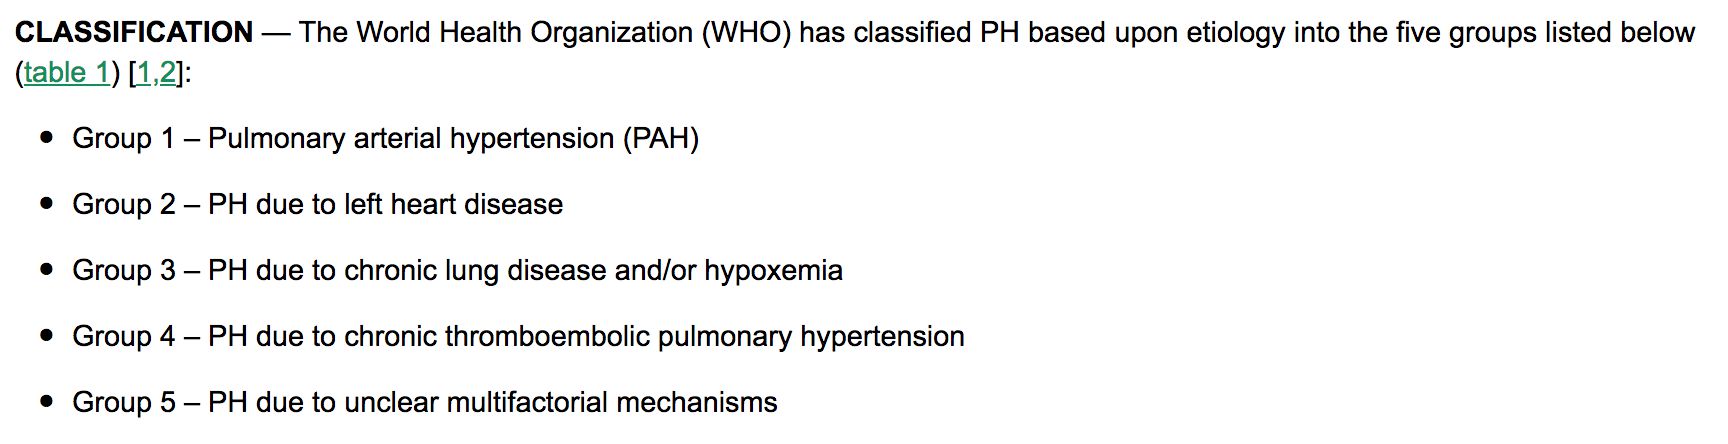 CLASSIFICATION — The World Health Organization (WHO) has classified PH based upon etiology into the five groups listed below
(table 1) [1,2]:
• Group 1 – Pulmonary arterial hypertension (PAH)
• Group 2 – PH due to left heart disease
• Group 3 – PH due to chronic lung disease and/or hypoxemia
• Group 4 – PH due to chronic thromboembolic pulmonary hypertension
• Group 5 – PH due to unclear multifactorial mechanisms